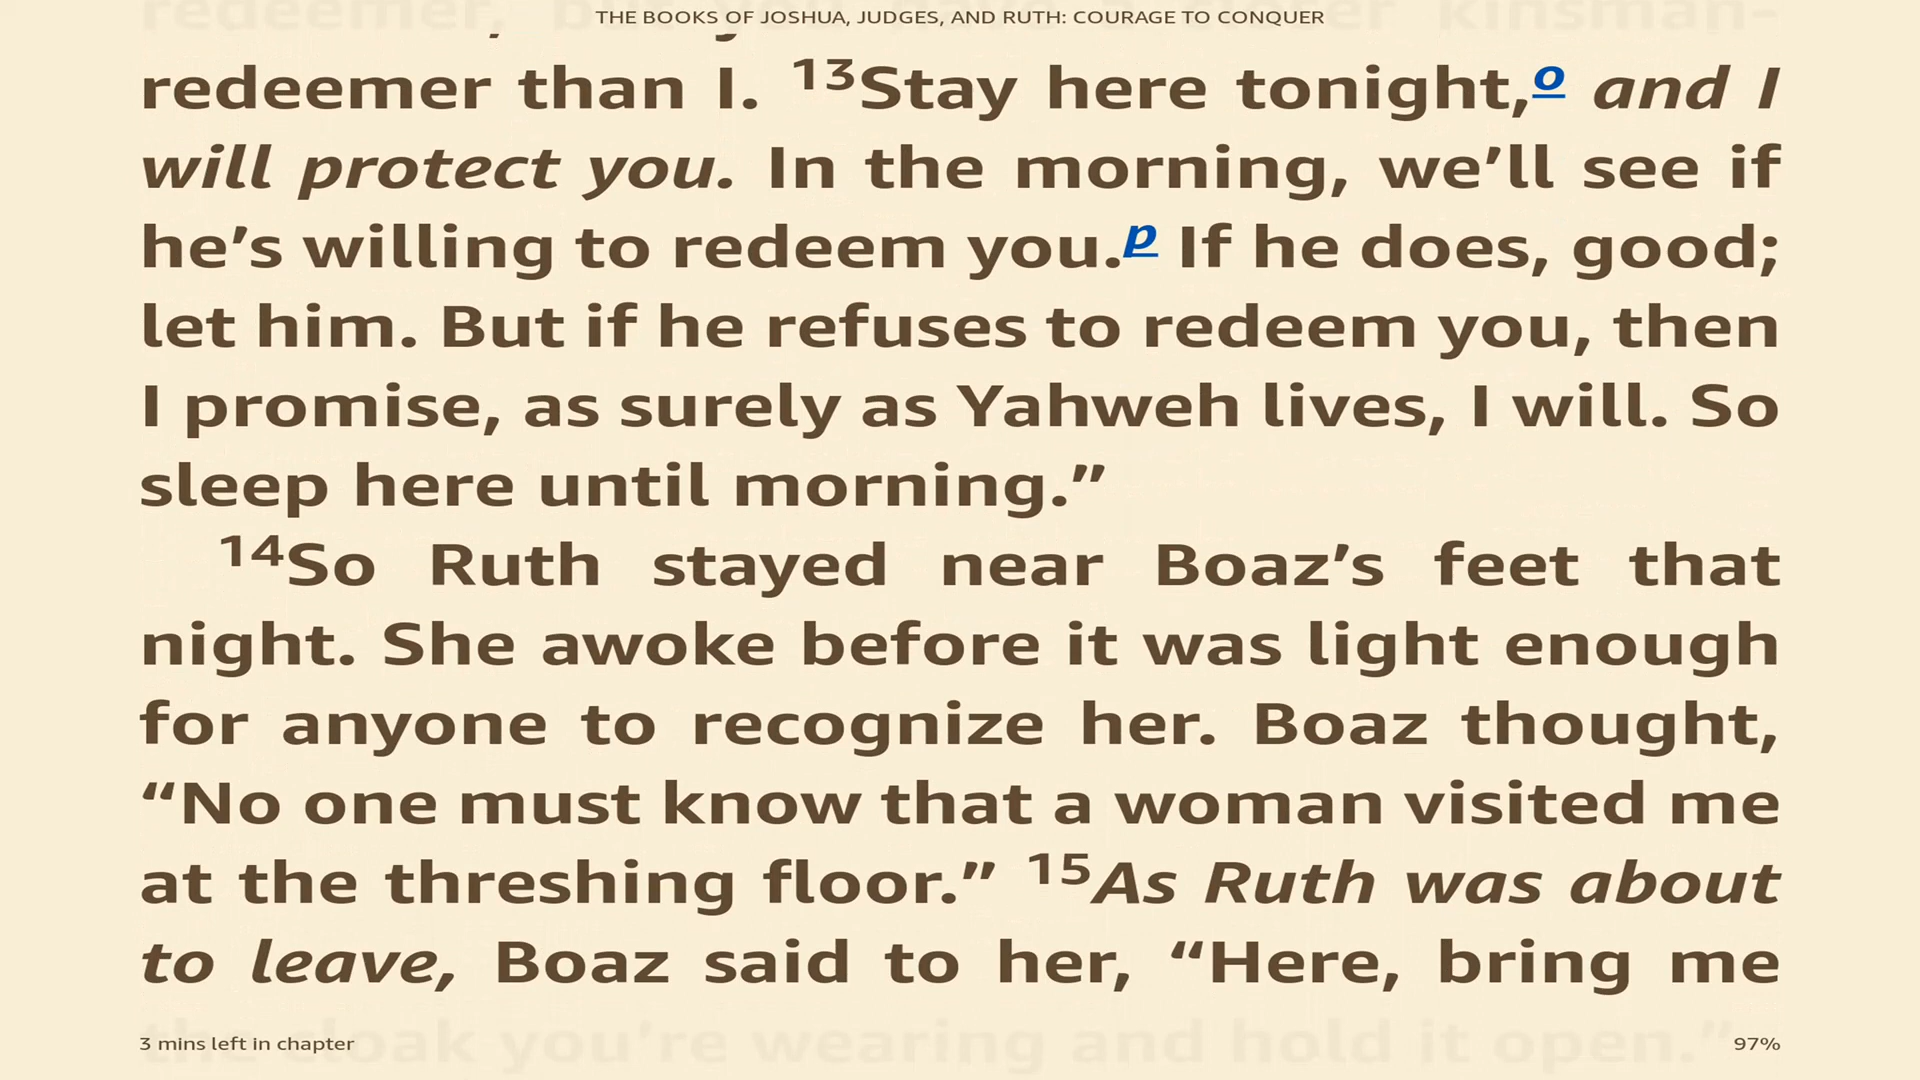 redeemer, but you have a closer kinsman-
THE BOOKS OF JOSHUA, JUDGES, AND RUTH: COURAGE TO CONQUER
redeemer than I. 13Stay here tonight,o and I
will protect you. In the morning, we’ll see if
he’s willing to redeem you.p If he does, good;
let him. But if he refuses to redeem you, then
I promise, as surely as Yahweh lives, I will. So
sleep here until morning.”
14So Ruth stayed near Boaz’s feet that
night. She awoke before it was light enough
for anyone to recognize her. Boaz thought,
“No one must know that a woman visited me
at the threshing floor.” 15As Ruth was about
to leave, Boaz said to her, “Here, bring me
the cloak you’re wearing and hold it open.”
3 mins left in chapter
97%